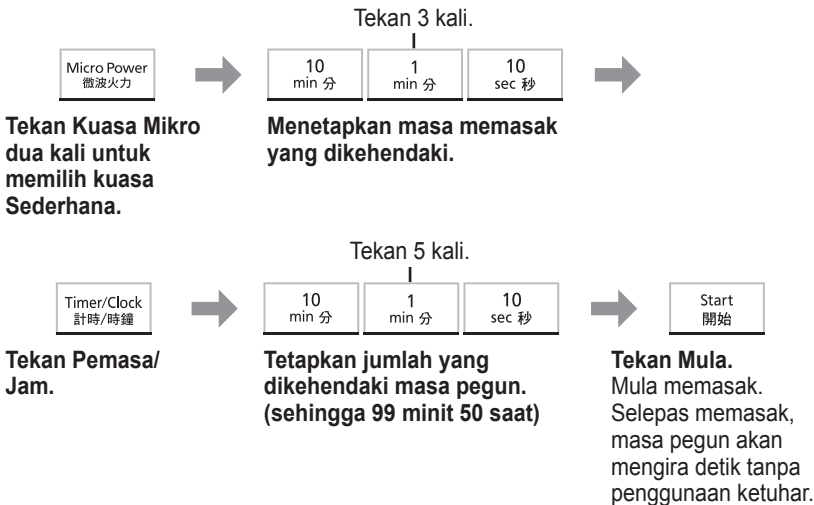 Tekan 3 kali.
Micro Power
微波火力
10
min 分
1
min 分
10
sec 秒
Tekan Kuasa Mikro
dua kali untuk
memilih kuasa
Sederhana.
Menetapkan masa memasak
yang dikehendaki.
Tekan 5 kali.
Timer/Clock
計時/時鐘
10
min 分
1
min 分
10
sec 秒
Start
開始
Tekan Pemasa/
Jam.
Tetapkan jumlah yang
dikehendaki masa pegun.
(sehingga 99 minit 50 saat)
Tekan Mula.
Mula memasak.
Selepas memasak,
masa pegun akan
mengira detik tanpa
penggunaan ketuhar.